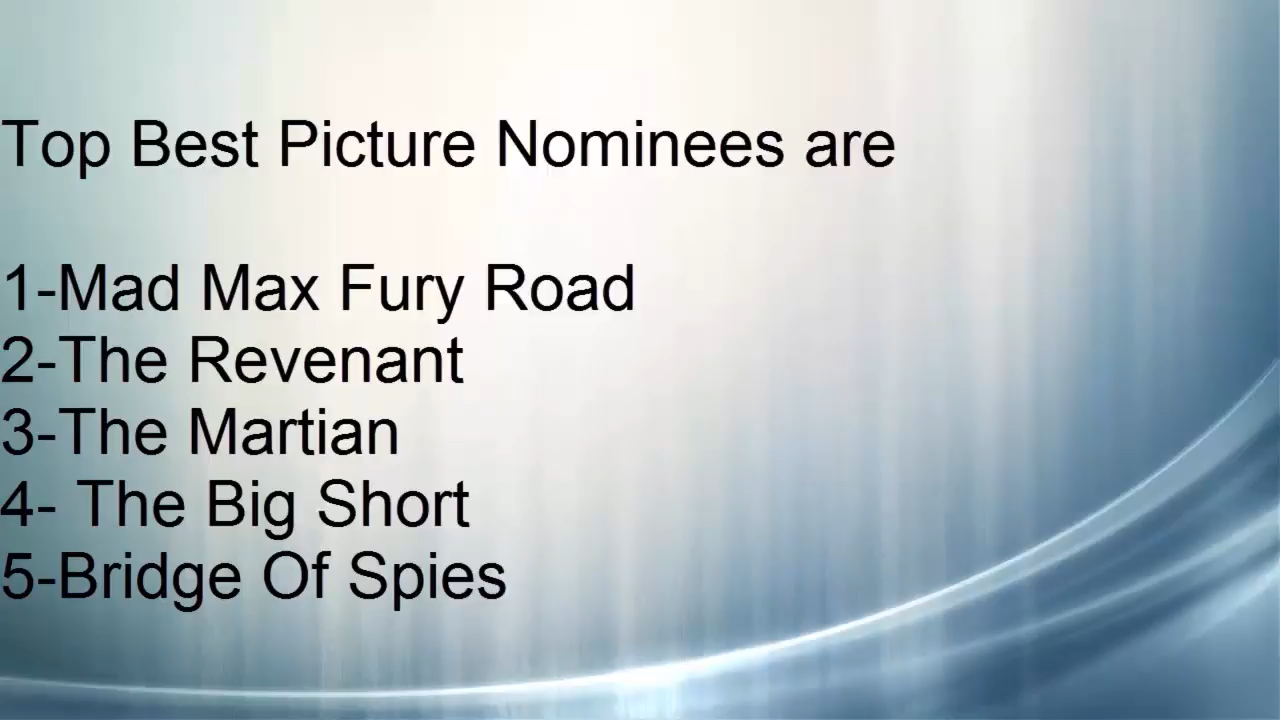 Top Best Picture Nominees are
1-Mad Max Fury Road
2-The Revenant
3-The Martian
4- The Big Short
5-Bridge Of Spies